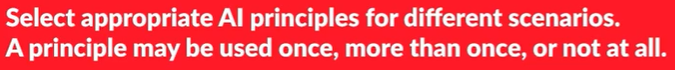 Select appropriate AI principles for different scenarios.
A principle may be used once, more than once, or not at all.